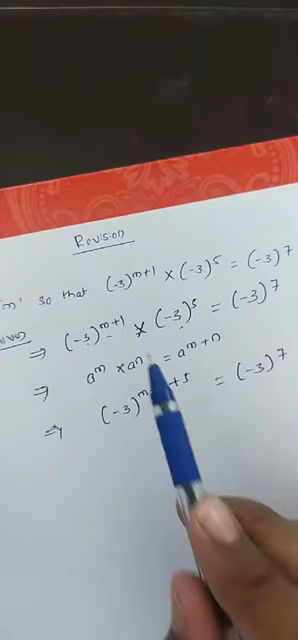 Revision
'm' so that (-3)^{m+1} × (-3)^5 = (-3)^7
⇒ (-3)^{m+1} × (-3)^5 = (-3)^7
⇒ a^m × a^n = a^{m+n}
⇒ (-3)^{m +5} = (-3)^7